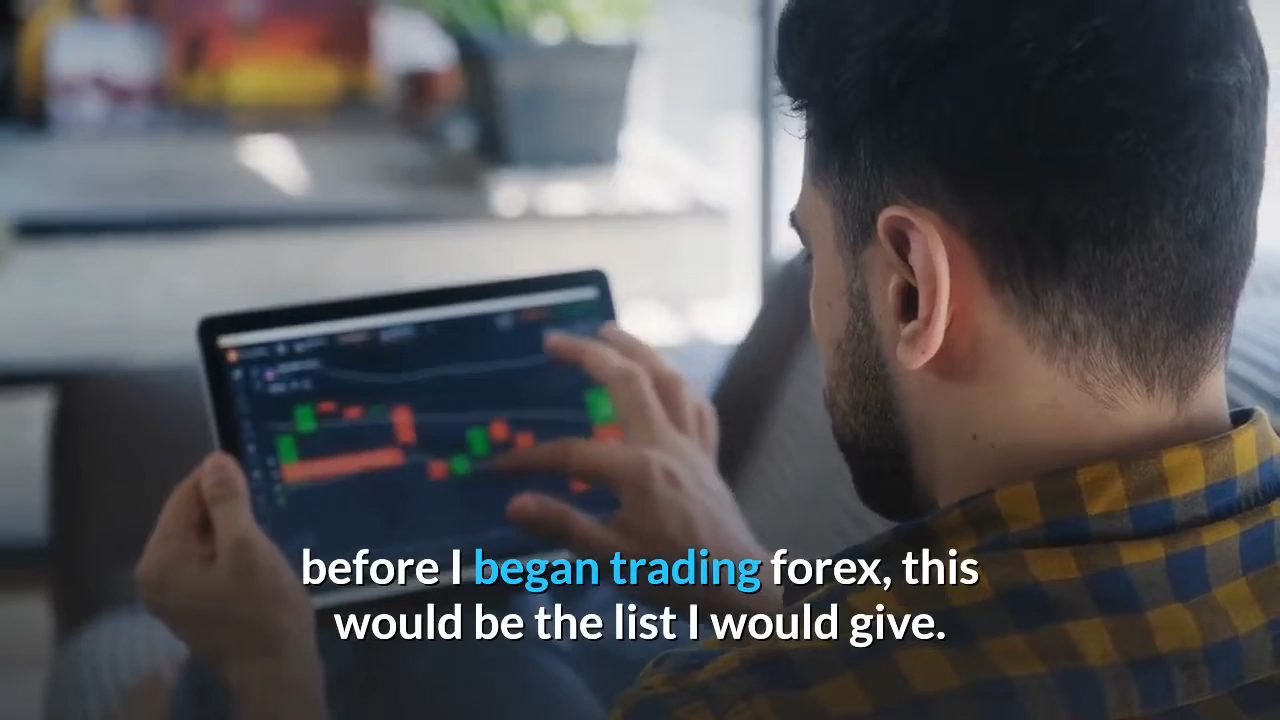 before I began trading forex, this
would be the list I would give.